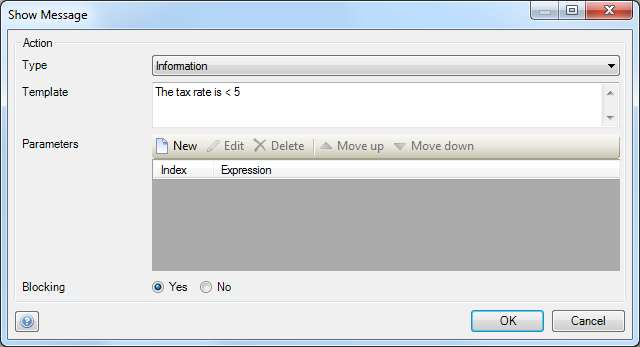 Show Message
Action
Type Information
Template The tax rate is < 5
Parameters New Edit Delete Move up Move down
Index Expression
Blocking Yes No
? OK Cancel